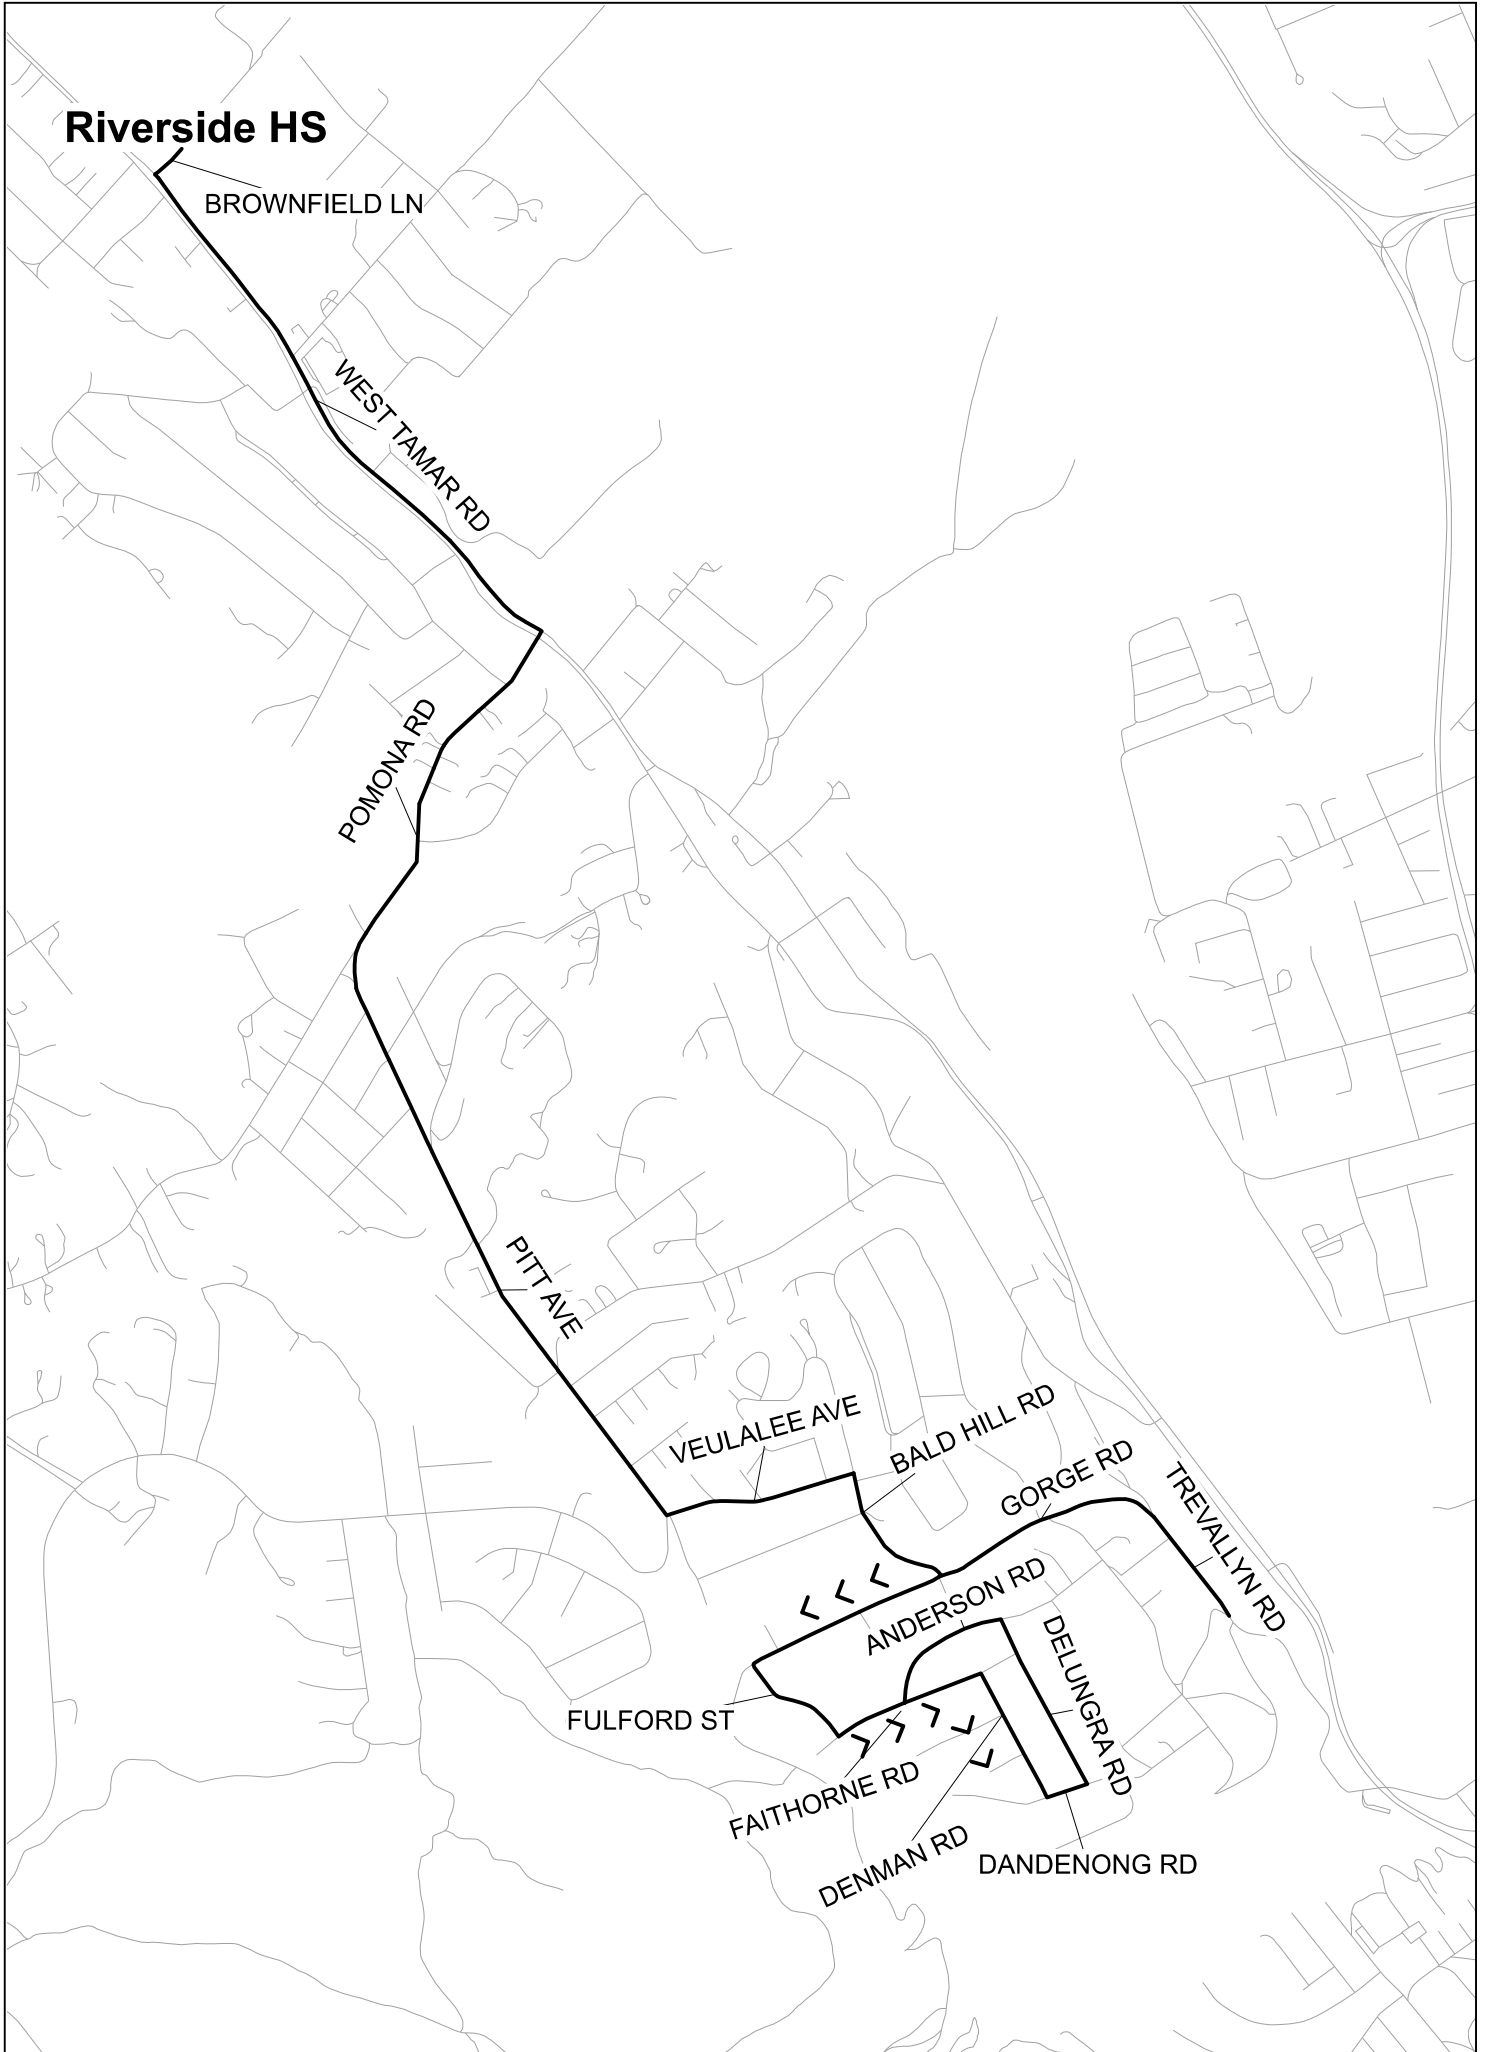 Riverside HS
BROWNFIELD LN
WEST TAMAR RD
POMONA RD
PITT AVE
VEULALEE AVE
BALD HILL RD
GORGE RD
TREVALLYN RD
ANDERSON RD
DELUNGRA RD
FULFORD ST
FAITHORNE RD
DENMAN RD
DANDENONG RD